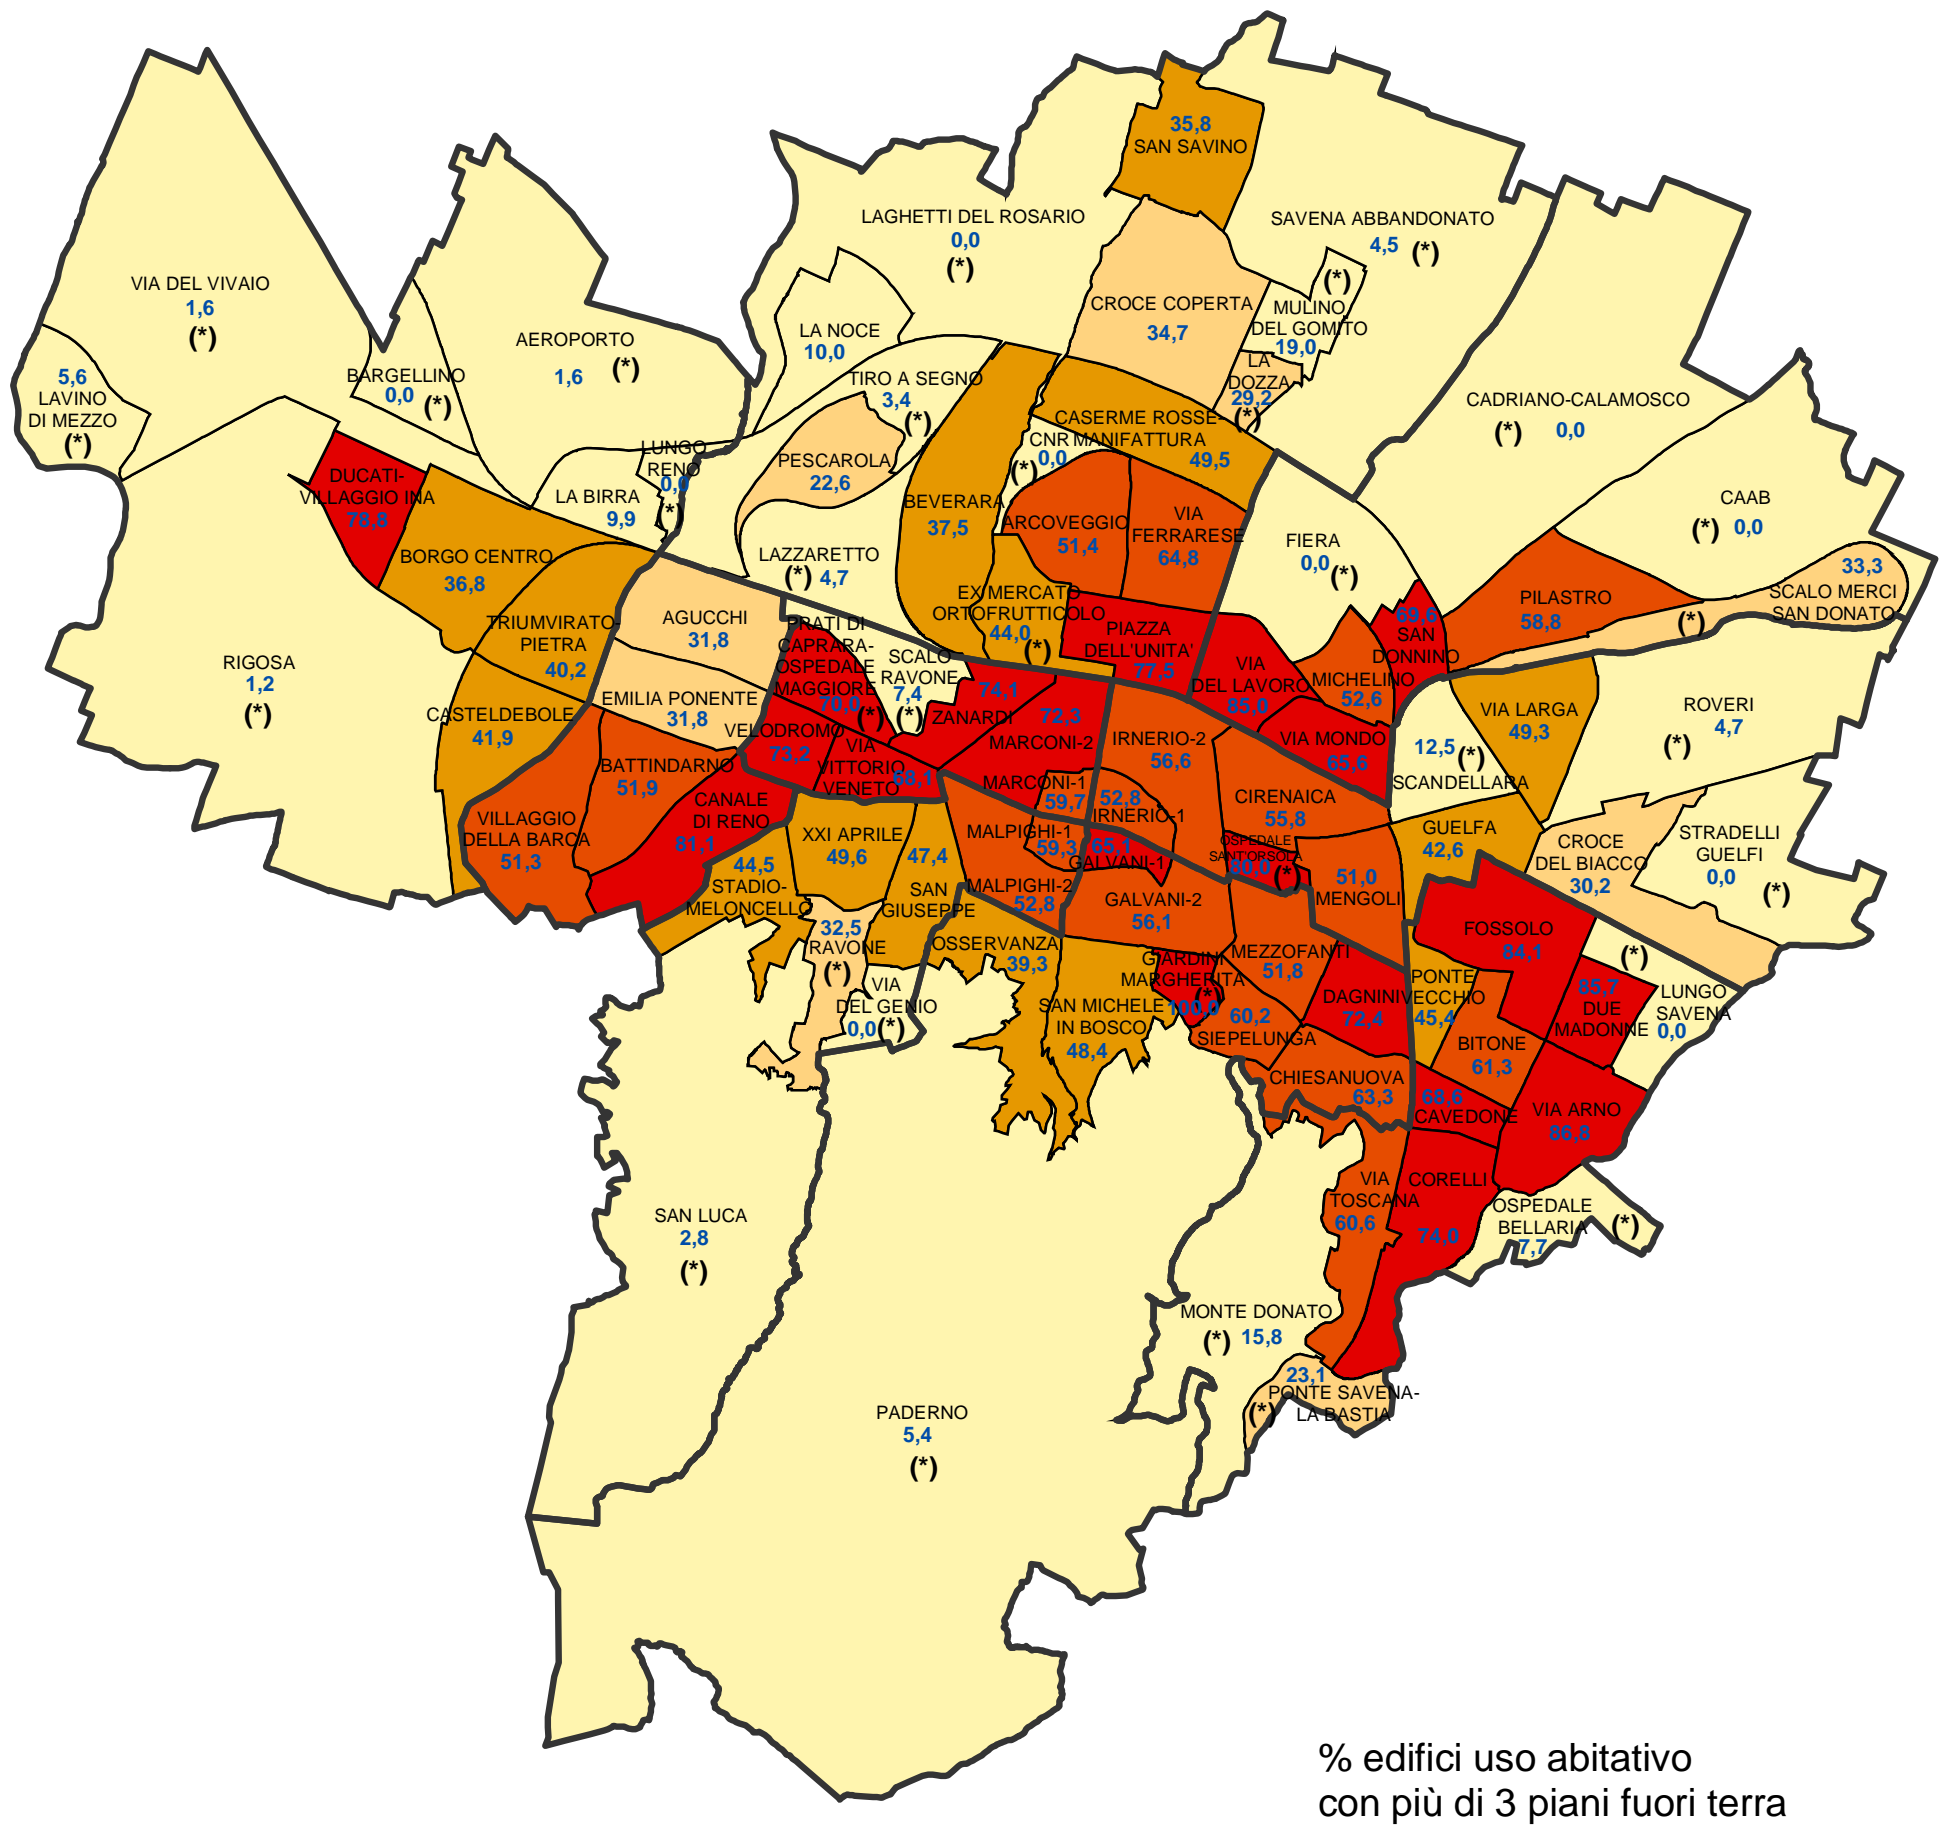 35,8
SAN SAVINO
LAGHETTI DEL ROSARIO
0,0
(*)
SAVENA ABBANDONATO
4,5 (*)
VIA DEL VIVAIO
1,6
(*)
CROCE COPERTA
34,7
(*)
MULINO
DEL GOMITO
19,0
LA NOCE
10,0
AEROPORTO
1,6 (*)
BARGELLINO
0,0 (*)
5,6
LAVINO
DI MEZZO
(*)
TIRO A SEGNO
3,4
(*)
LA
DOZZA
29,2
(*)
CADRIANO-CALAMOSCO
(*) 0,0
CASERME ROSSE-
MANIFATTURA
49,5
CNR
0,0
(*)
LUNGO
RENO
0,0
(*)
PESCAROLA
22,6
DUCATI-
VILLAGGIO INA
78,8
LA BIRRA
9,9
BEVERARA
37,5
ARCOVEGGIO
51,4
VIA
FERRARESE
64,8
CAAB
(*) 0,0
FIERA
0,0 (*)
BORGO CENTRO
36,8
LAZZARETTO
(*) 4,7
33,3
SCALO MERCI
SAN DONATO
(*)
PILASTRO
58,8
EX MERCATO
ORTOFRUTTICOLO
44,0
(*)
AGUCCHI
31,8
TRIUMVIRATO-
PIETRA
40,2
PRATI DI
CAPRARA-
OSPEDALE
MAGGIORE
70,0
(*)
SCALO
RAVONE
7,4
(*)
PIAZZA
DELL'UNITA'
77,5
69,6
SAN
DONNINO
VIA
DEL LAVORO
85,0
MICHELINO
52,6
RIGOSA
1,2
(*)
EMILIA PONENTE
31,8
74,1
ZANARDI
72,3
MARCONI-2
VIA LARGA
49,3
ROVERI
4,7
(*)
CASTELDEBOLE
41,9
VELODROMO
73,2
VIA
VITTORIO
VENETO
68,1
IRNERIO-2
56,6
VIA MONDO
65,6
12,5 (*)
SCANDELLARA
BATTINDARNO
51,9
CANALE
DI RENO
81,1
MARCONI-1
59,7
52,8
IRNERIO-1
CIRENAICA
55,8
VILLAGGIO
DELLA BARCA
51,3
XXI APRILE
49,6
47,4
SAN
GIUSEPPE
MALPIGHI-1
59,3
65,1
GALVANI-1
OSPEDALE
SANT'ORSOLA
80,0 (*)
GUELFA
42,6
CROCE
DEL BIACCO
30,2
STRADELLI
GUELFI
0,0
(*)
44,5
STADIO-
MELONCELLO
MALPIGHI-2
52,8
GALVANI-2
56,1
51,0
MENGOLI
32,5
RAVONE
(*)
OSSERVANZA
39,3
FOSSOLO
84,1
GIARDINI
MARGHERITA
(*)
100,0
MEZZOFANTI
51,8
(*)
LUNGO
SAVENA
0,0
VIA
DEL GENIO
0,0 (*)
SAN MICHELE
IN BOSCO
48,4
60,2
SIEPELUNGA
DAGNINI
72,4
PONTE
VECCHIO
45,4
85,7
DUE
MADONNE
BITONE
61,3
CHIESANUOVA
63,3
68,6
CAVEDONE
VIA ARNO
86,8
VIA
TOSCANA
60,6
CORELLI
74,0
OSPEDALE
BELLARIA
7,7
(*)
SAN LUCA
2,8
(*)
MONTE DONATO
(*) 15,8
23,1
PONTE SAVENA-
LA BASTIA
(*)
PADERNO
5,4
(*)
% edifici uso abitativo
con più di 3 piani fuori terra